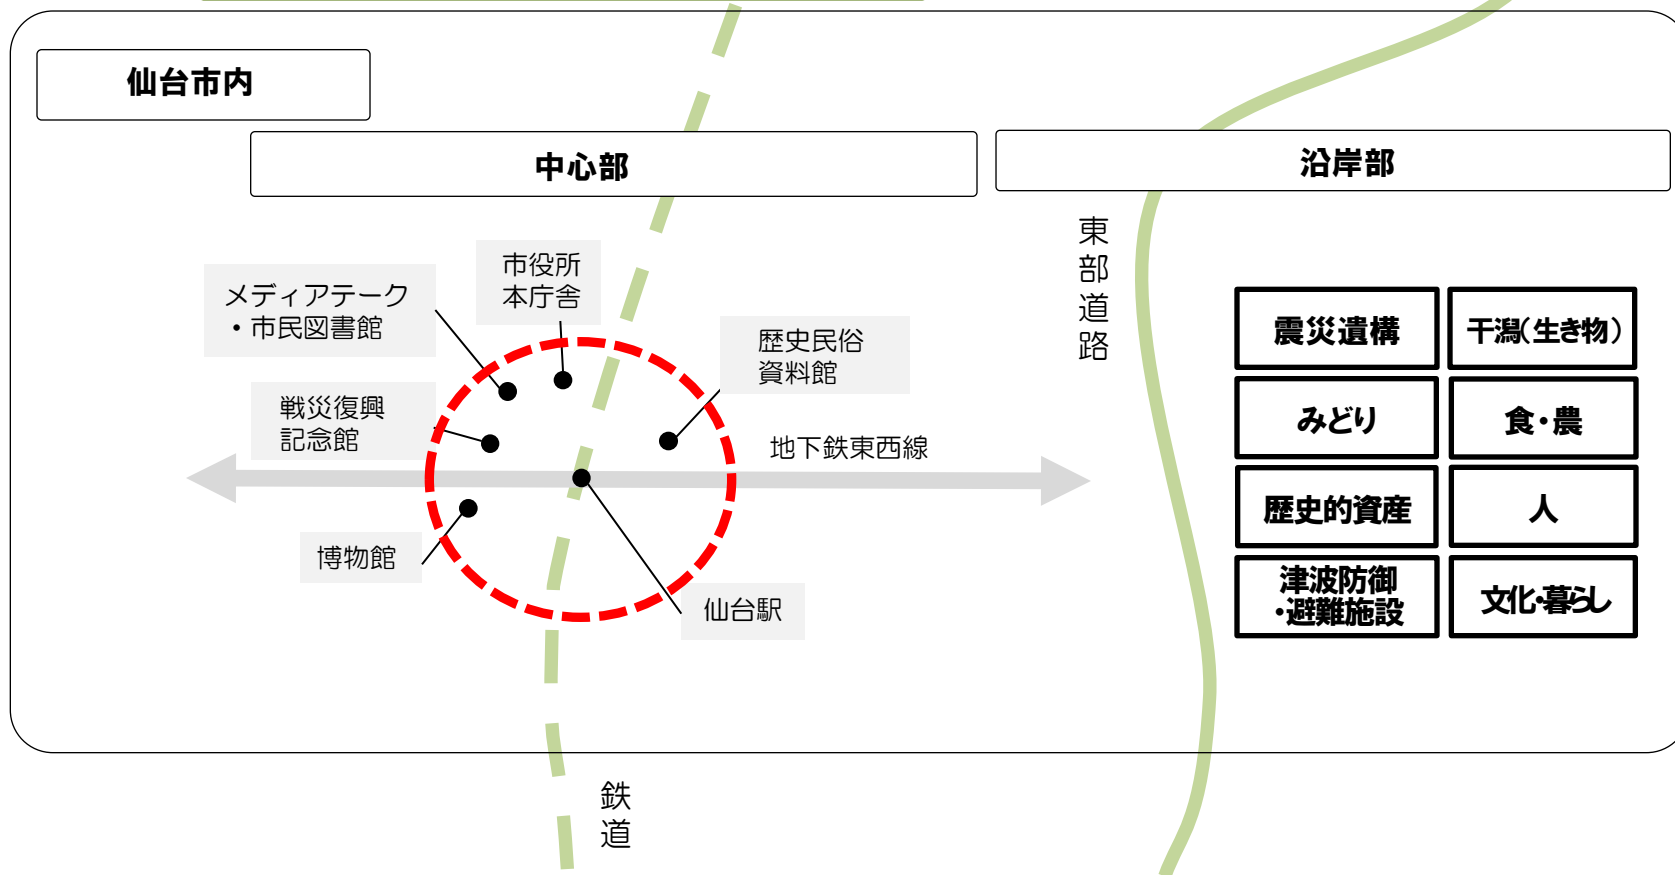 仙台市内
中心部
沿岸部
東部道路
市役所
本庁舎
メディアテーク
・市民図書館
歴史民俗
資料館
戦災復興
記念館
地下鉄東西線
博物館
仙台駅
震災遺構
干潟(生き物)
みどり
食・農
歴史的資産
人
津波防御
・避難施設
文化・暮らし
鉄道